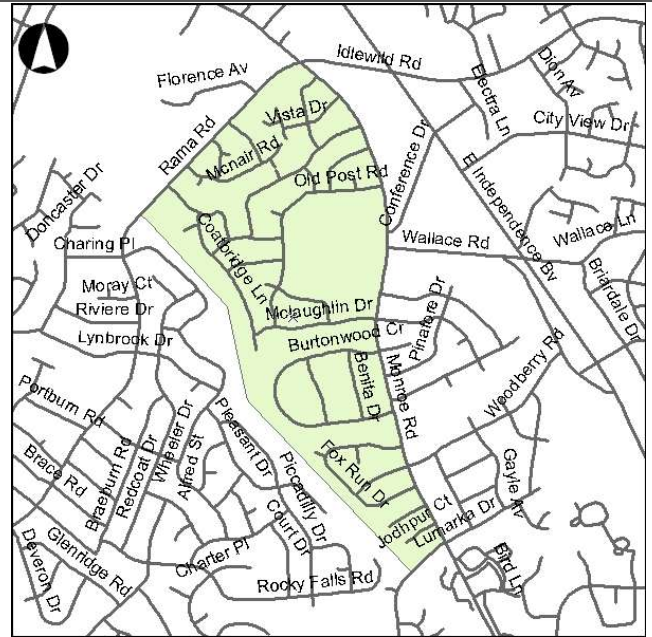 Idlewild Rd
Florence Av
Dion Av
Electra Ln
Vista Dr
City View Dr
Rama Rd
Mcnair Rd
Conference Dr
Old Post Rd
E Independence Bv
Doncaster Dr
Coatbridge Ln
Wallace Ln
Charing Pl
Wallace Rd
Briardale Dr
Moray Ct
Riviere Dr
Mclaughlin Dr
Pinafore Dr
Lynbrook Dr
Burtonwood Cr
Benita Dr
Monroe Rd
Woodberry Rd
Portburn Rd
Wheeler Dr
Pleasant Dr
Brace Rd
Braeburn Rd
Redcoat Dr
Alfred St
Piccadilly Dr
Fox Run Dr
Gayle Av
Court Dr
Jodhpur Ct
Lumarka Dr
Deveron Dr
Glenridge Rd
Charter Pl
Bird Ln
Rocky Falls Rd